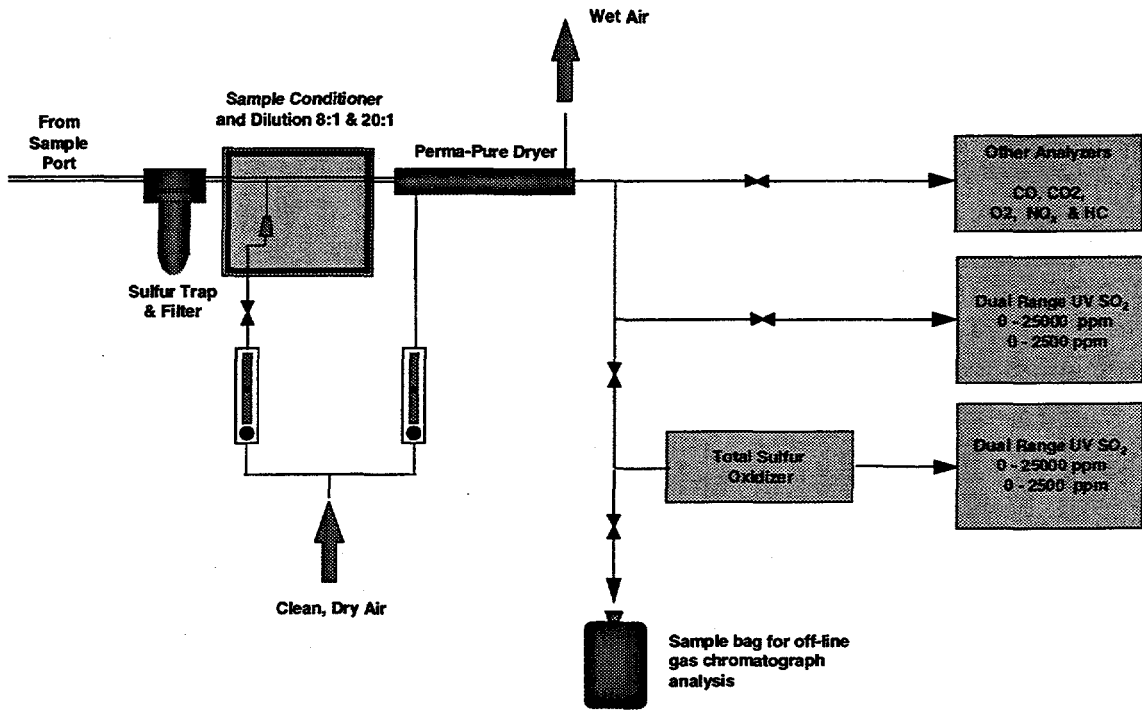 Wet Air
Sample Conditioner
and Dilution 8:1 & 20:1
From
Sample
Port
Perma-Pure Dryer
Other Analyzers
CO, CO2,
O2, NOx & HC
Sulfur Trap
& Filter
Dual Range UV SO2
0 - 25000 ppm
0 - 2500 ppm
Total Sulfur
Oxidizer
Dual Range UV SO2
0 - 25000 ppm
0 - 2500 ppm
Clean, Dry Air
Sample bag for off-line
gas chromatograph
analysis